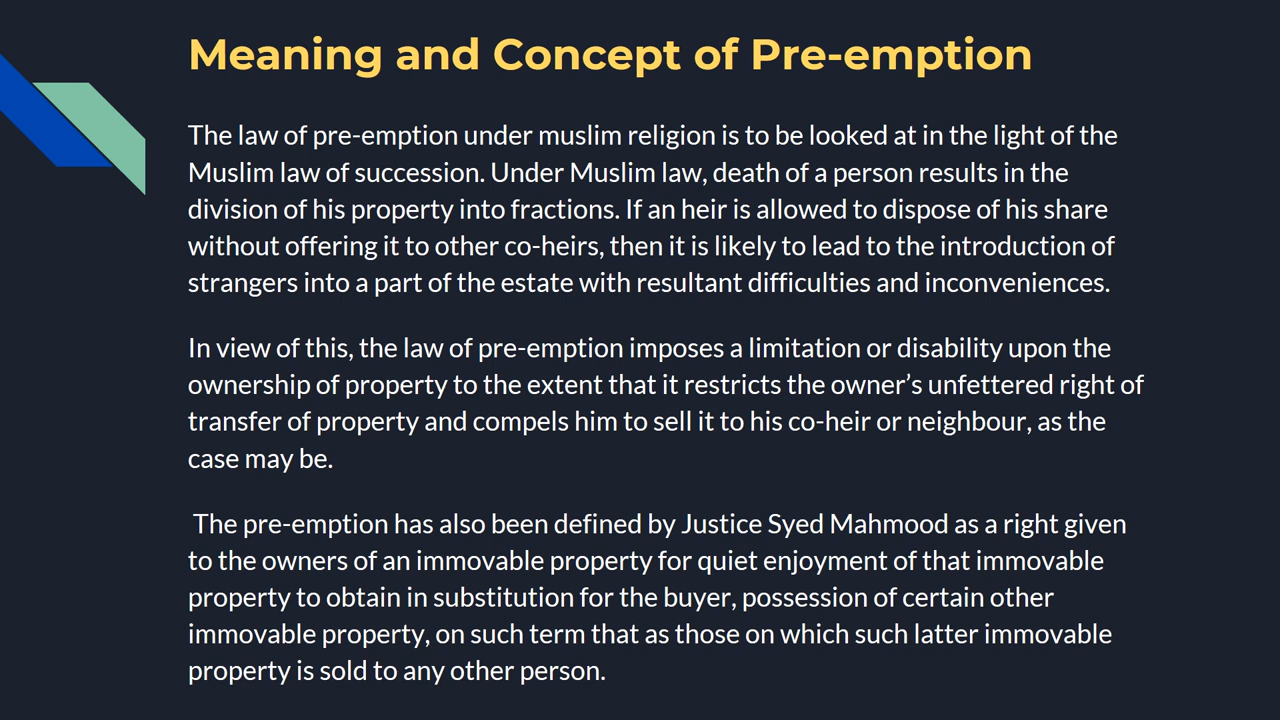 Meaning and Concept of Pre-emption
The law of pre-emption under muslim religion is to be looked at in the light of the
Muslim law of succession. Under Muslim law, death of a person results in the
division of his property into fractions. If an heir is allowed to dispose of his share
without offering it to other co-heirs, then it is likely to lead to the introduction of
strangers into a part of the estate with resultant difficulties and inconveniences.
In view of this, the law of pre-emption imposes a limitation or disability upon the
ownership of property to the extent that it restricts the owner’s unfettered right of
transfer of property and compels him to sell it to his co-heir or neighbour, as the
case may be.
The pre-emption has also been defined by Justice Syed Mahmood as a right given
to the owners of an immovable property for quiet enjoyment of that immovable
property to obtain in substitution for the buyer, possession of certain other
immovable property, on such term that as those on which such latter immovable
property is sold to any other person.